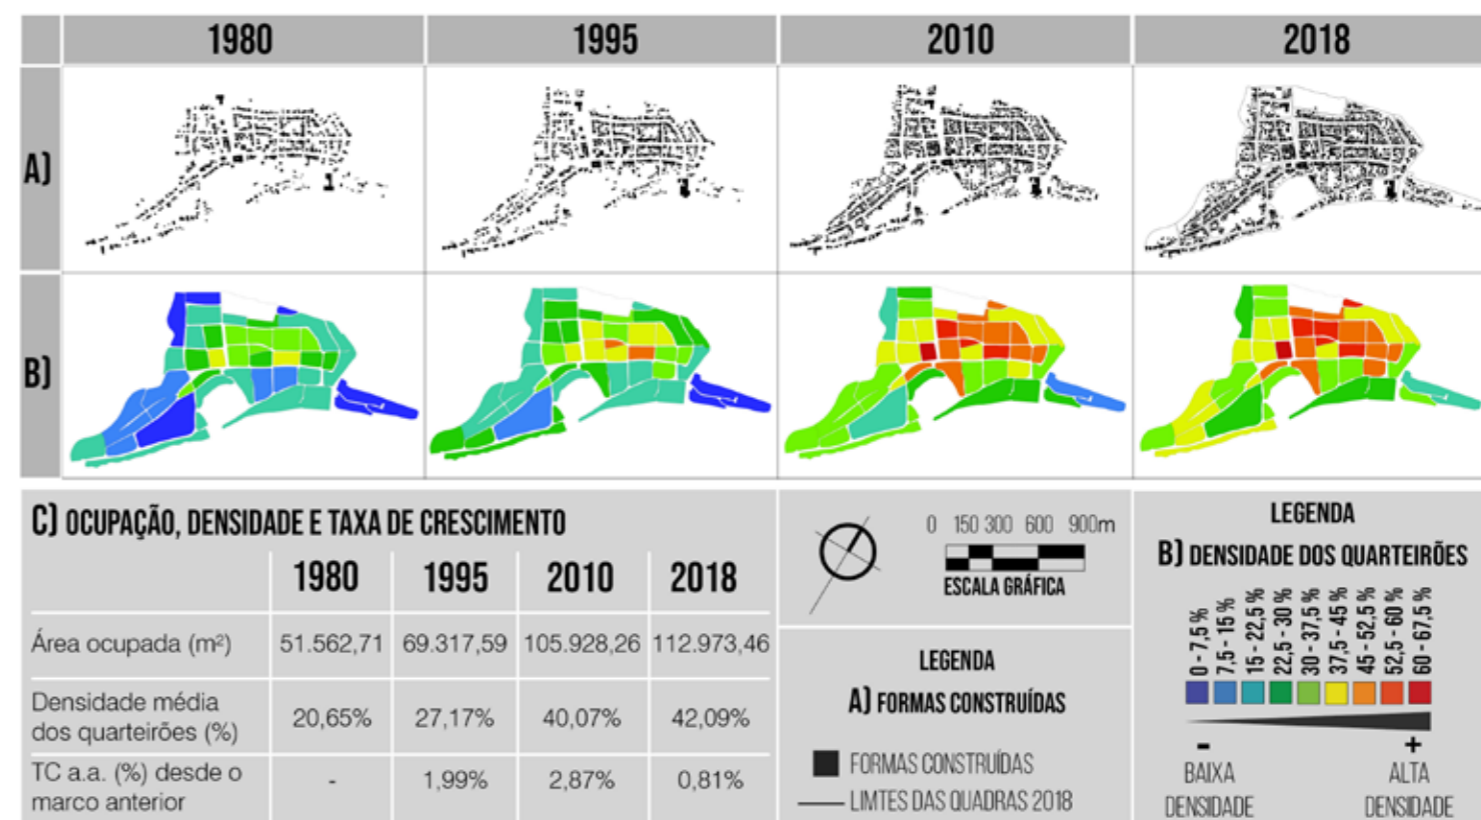 1980 1995 2010 2018
A)
B)
C) OCUPAÇÃO, DENSIDADE E TAXA DE CRESCIMENTO
1980 1995 2010 2018
Área ocupada (m²) 51.562,71 69.317,59 105.928,26 112.973,46
Densidade média
dos quarteirões (%) 20,65% 27,17% 40,07% 42,09%
TC a.a. (%) desde o
marco anterior - 1,99% 2,87% 0,81%
0 150 300 600 900m
ESCALA GRÁFICA
LEGENDA
A) FORMAS CONSTRUÍDAS
FORMAS CONSTRUÍDAS
LIMTES DAS QUADRAS 2018
LEGENDA
B) DENSIDADE DOS QUARTEIRÕES
0 - 7,5 %
7,5 - 15 %
15 - 22,5 %
22,5 - 30 %
30 - 37,5 %
37,5 - 45 %
45 - 52,5 %
52,5 - 60 %
60 - 67,5 %
- +
BAIXA ALTA
DENSIDADE DENSIDADE